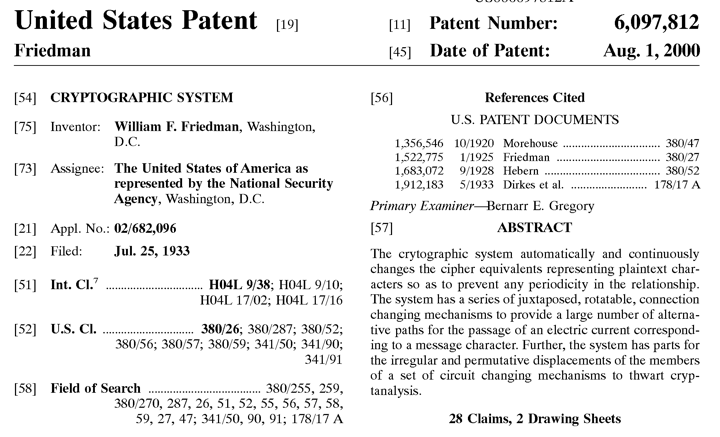 United States Patent [19]
Friedman
[11] Patent Number: 6,097,812
[45] Date of Patent: Aug. 1, 2000
[54] CRYPTOGRAPHIC SYSTEM
[75] Inventor: William F. Friedman, Washington,
D.C.
[73] Assignee: The United States of America as
represented by the National Security
Agency, Washington, D.C.
[21] Appl. No.: 02/682,096
[22] Filed: Jul. 25, 1933
[51] Int. Cl.7 .............................. H04L 9/38; H04L 9/10;
H04L 17/02; H04L 17/16
[52] U.S. Cl. ............................ 380/26; 380/287; 380/52;
380/56; 380/57; 380/59; 341/50; 341/90;
341/91
[58] Field of Search .................................. 380/255, 259,
380/270, 287, 26, 51, 52, 55, 56, 57, 58,
59, 27, 47; 341/50, 90, 91; 178/17 A
[56] References Cited
U.S. PATENT DOCUMENTS
1,356,546 10/1920 Morehouse .............................. 380/47
1,522,775 1/1925 Friedman ................................ 380/27
1,683,072 9/1928 Hebern .................................... 380/52
1,912,183 5/1933 Dirkes et al. ....................... 178/17 A
Primary Examiner—Bernarr E. Gregory
[57] ABSTRACT
The crytographic system automatically and continuously
changes the cipher equivalents representing plaintext char-
acters so as to prevent any periodicity in the relationship.
The system has a series of juxtaposed, rotatable, connection
changing mechanisms to provide a large number of alterna-
tive paths for the passage of an electric current correspond-
ing to a message character. Further, the system has parts for
the irregular and permutative displacements of the members
of a set of circuit changing mechanisms to thwart cryp-
tanalysis.
28 Claims, 2 Drawing Sheets